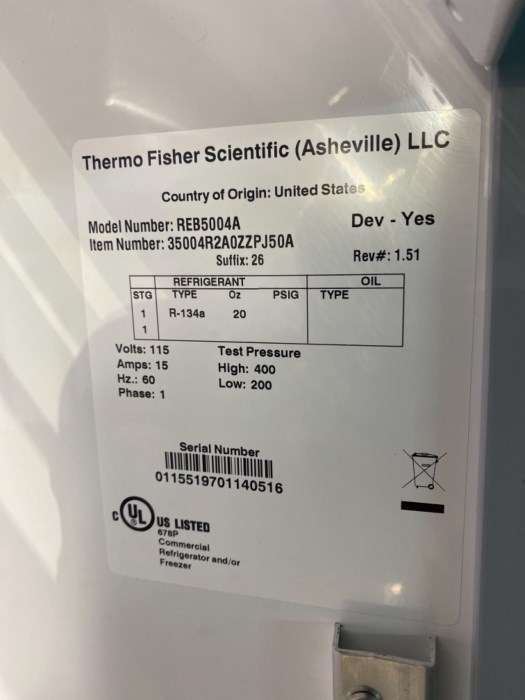 Thermo Fisher Scientific (Asheville) LLC
Country of Origin: United States
Model Number: REB5004A Dev - Yes
Item Number: 35004R2A0ZZPJ50A
Suffix: 26 Rev#: 1.51
REFRIGERANT OIL
STG TYPE Oz PSIG TYPE
1 R-134a 20
1
Volts: 115 Test Pressure
Amps: 15 High: 400
Hz.: 60 Low: 200
Phase: 1
Serial Number
0115519701140516
C UL ® US LISTED
678P
Commercial
Refrigerator and/or
Freezer